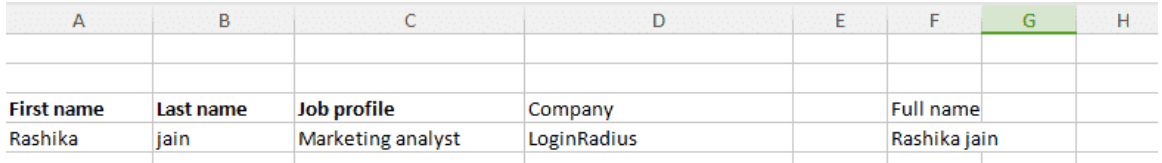 A B C D E F G H
First name Last name Job profile Company Full name
Rashika jain Marketing analyst LoginRadius Rashika jain